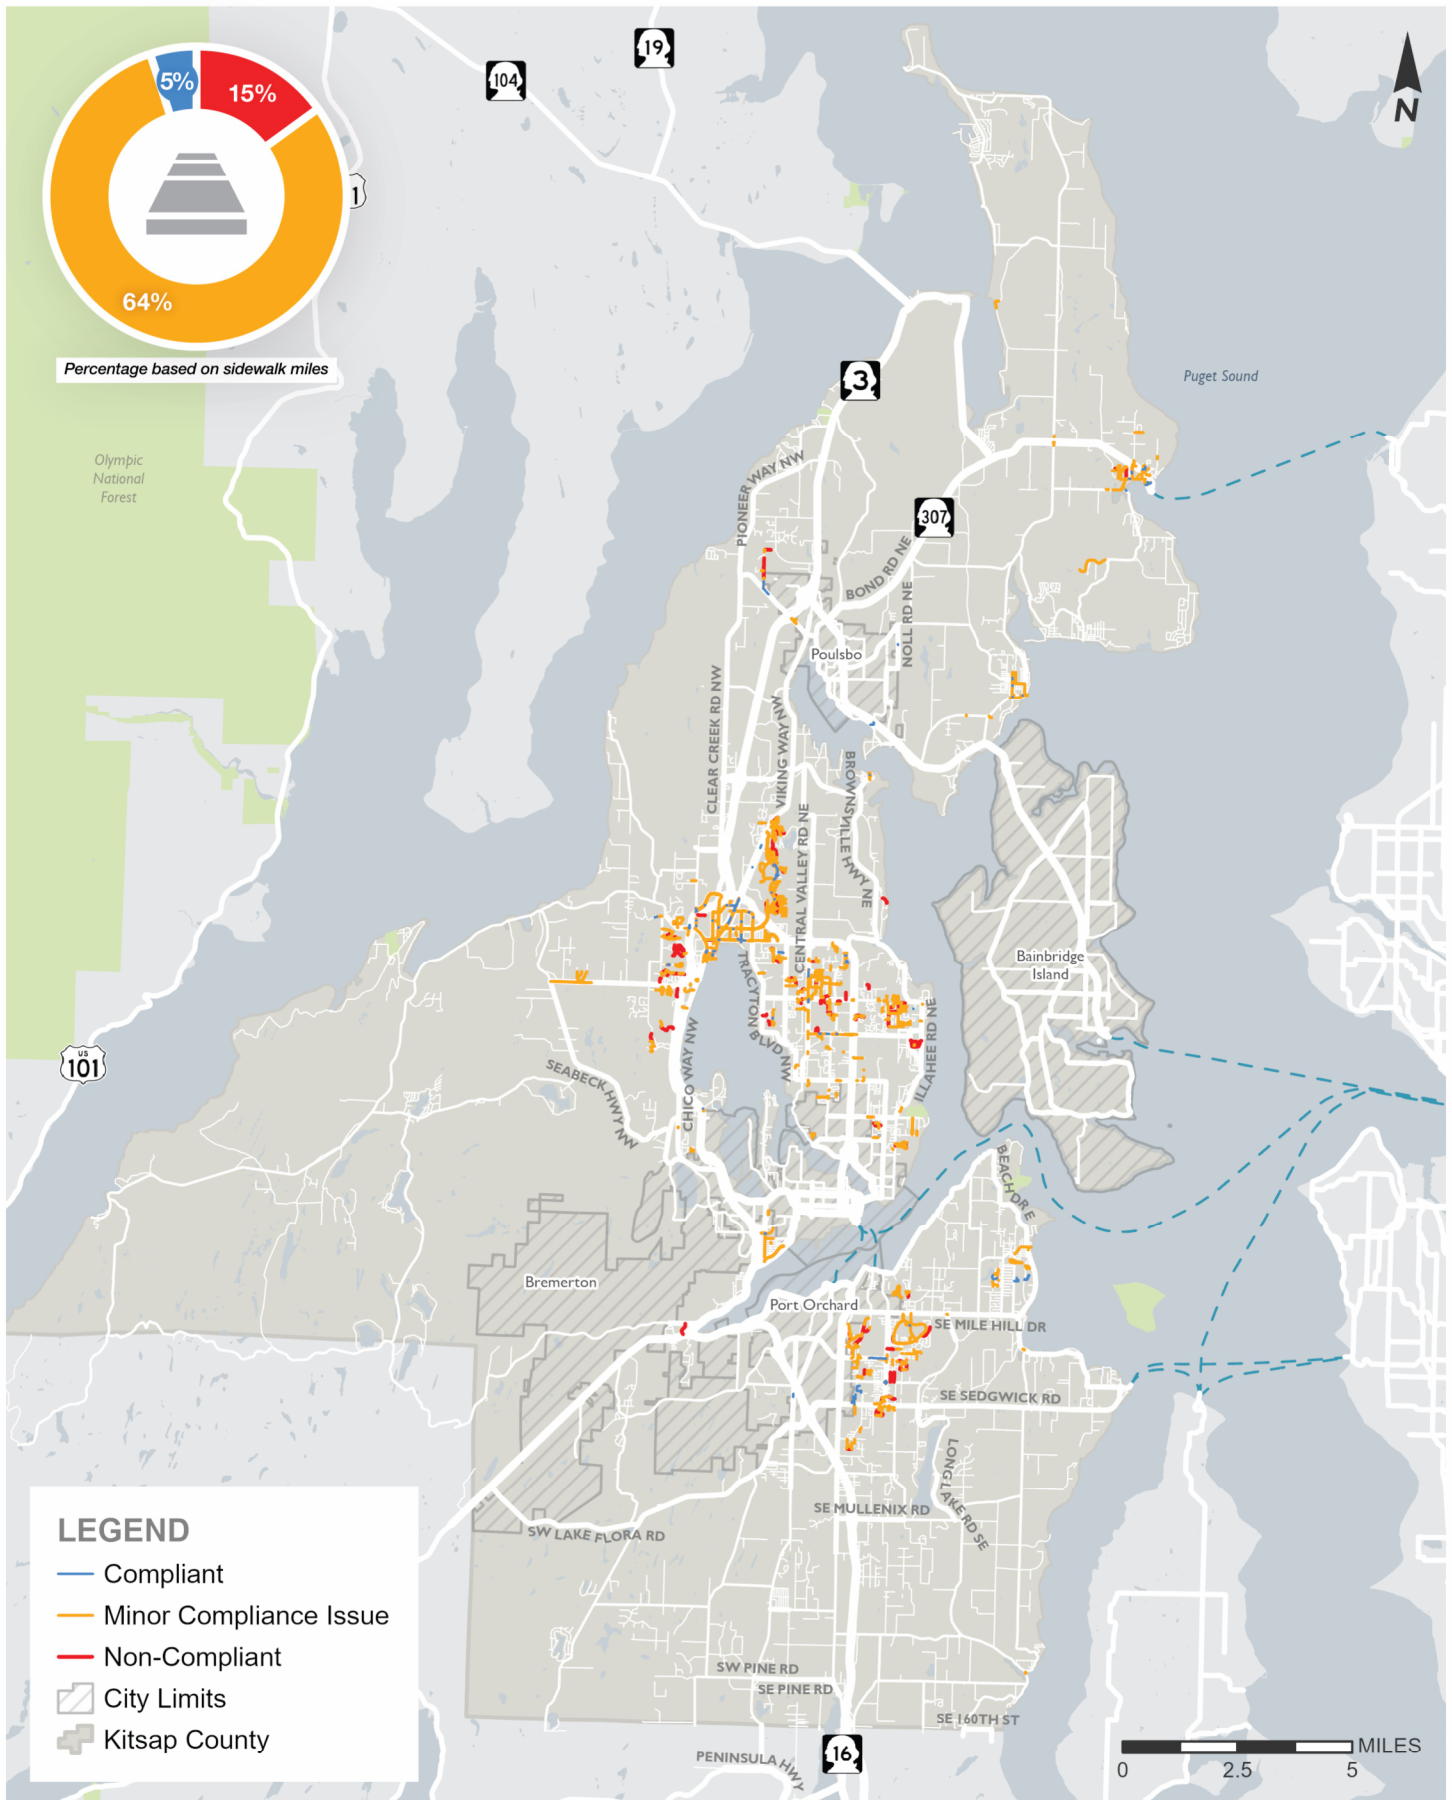 19
104
5%
15%
N
1
64%
Percentage based on sidewalk miles
3
Puget Sound
Olympic
National
Forest
PIONEER WAY NW
307
BOND RD NE
NOLL RD NE
Poulsbo
CLEAR CREEK RD NW
VIKING WAY NW
BROWNSVILLE HWY NE
CENTRAL VALLEY RD NE
Bainbridge
Island
TRACYTON BLVD NW
ILLAHEE RD NE
CHICO WAY NW
US
101
SEABECK HWY NW
BEACH DR E
Bremerton
Port Orchard
SE MILE HILL DR
SE SEDGWICK RD
LONG LAKE RD SE
SE MULLENIX RD
SW LAKE FLORA RD
LEGEND
Compliant
Minor Compliance Issue
Non-Compliant
City Limits
Kitsap County
SW PINE RD
SE PINE RD
SE 160TH ST
16
PENINSULA HWY
MILES
0
2.5
5